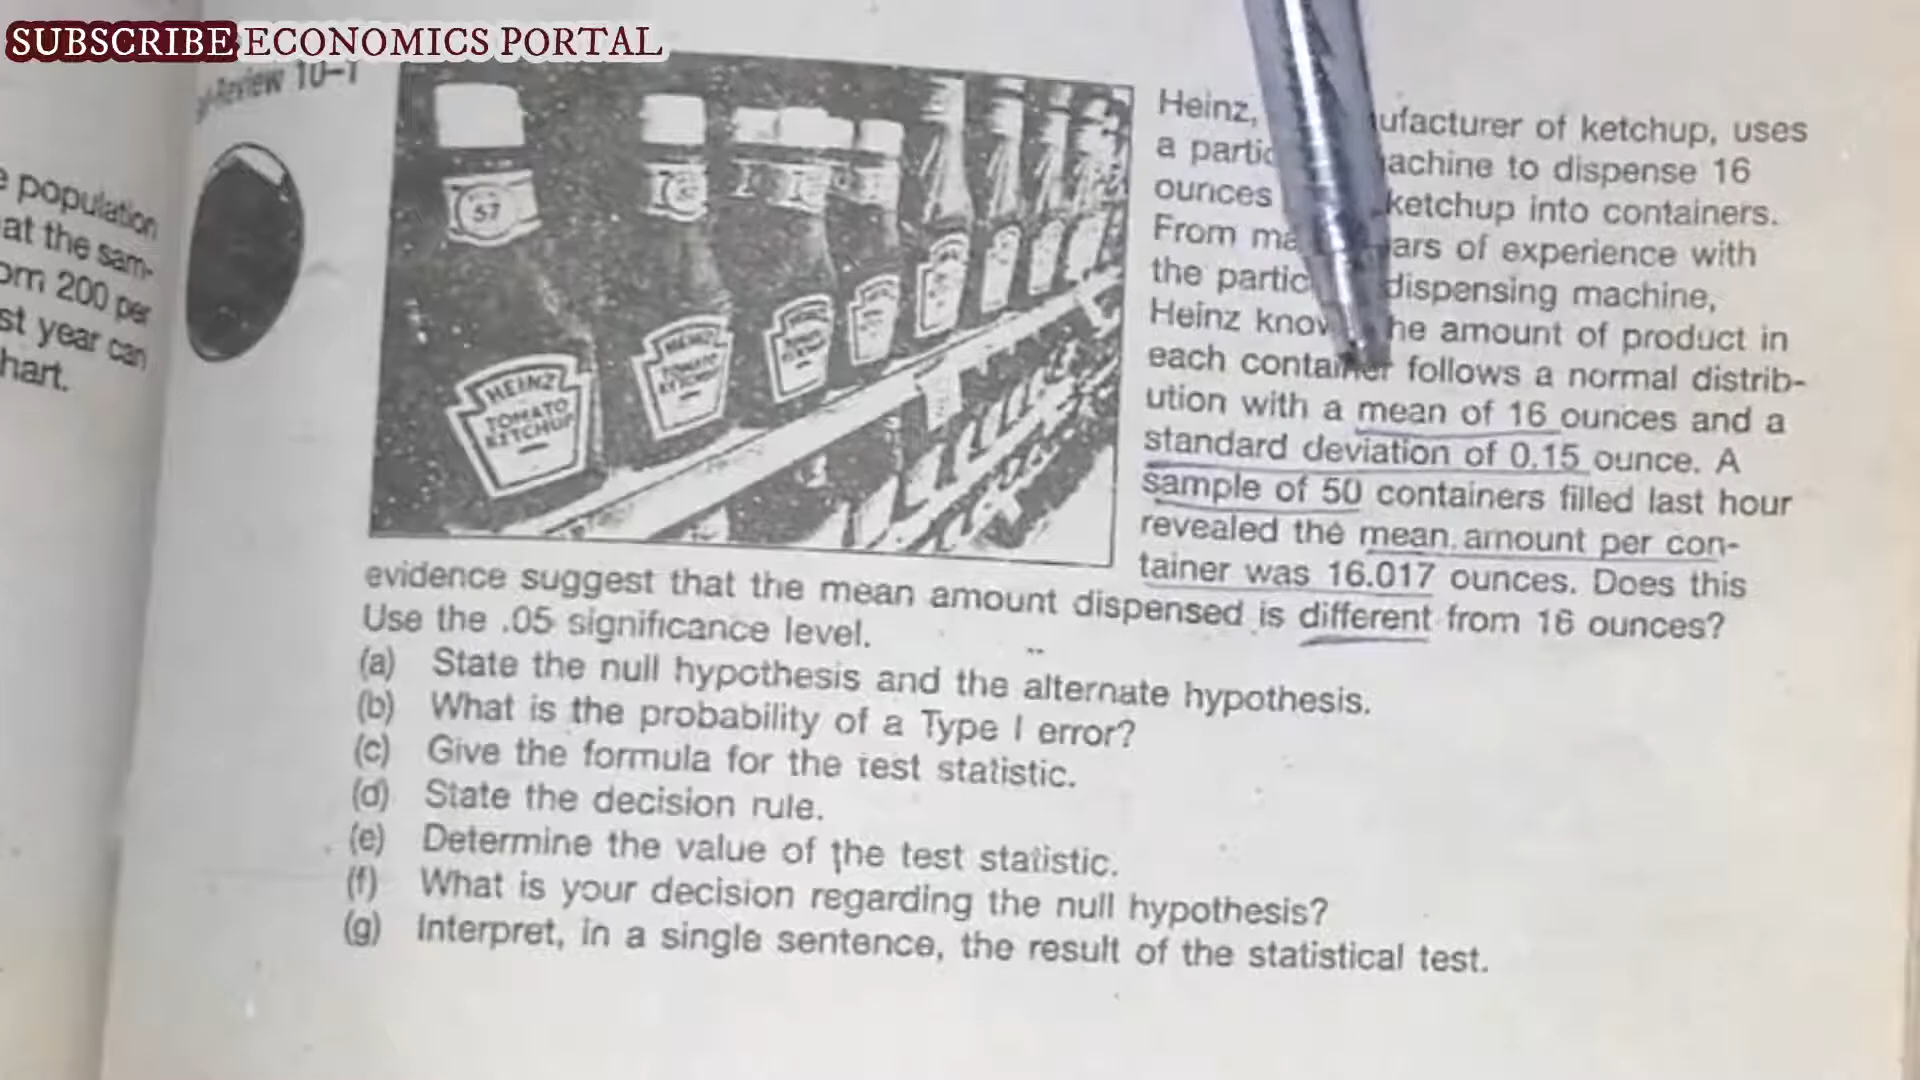 SUBSCRIBE ECONOMICS PORTAL
Review 10–1
population
at the sam-
200 per
st year can
hart.
57
HEINZ
TOMATO
KETCHUP
HEINZ
TOMATO
KETCHUP
Heinz, ufacturer of ketchup, uses
a partic achine to dispense 16
ounces ketchup into containers.
From ma ars of experience with
the partic dispensing machine,
Heinz know he amount of product in
each container follows a normal distrib-
ution with a mean of 16 ounces and a
standard deviation of 0.15 ounce. A
sample of 50 containers filled last hour
revealed the mean amount per con-
tainer was 16.017 ounces. Does this
evidence suggest that the mean amount dispensed is different from 16 ounces?
Use the .05 significance level.
(a) State the null hypothesis and the alternate hypothesis.
(b) What is the probability of a Type I error?
(c) Give the formula for the test statistic.
(d) State the decision rule.
(e) Determine the value of the test statistic.
(f) What is your decision regarding the null hypothesis?
(g) Interpret, in a single sentence, the result of the statistical test.